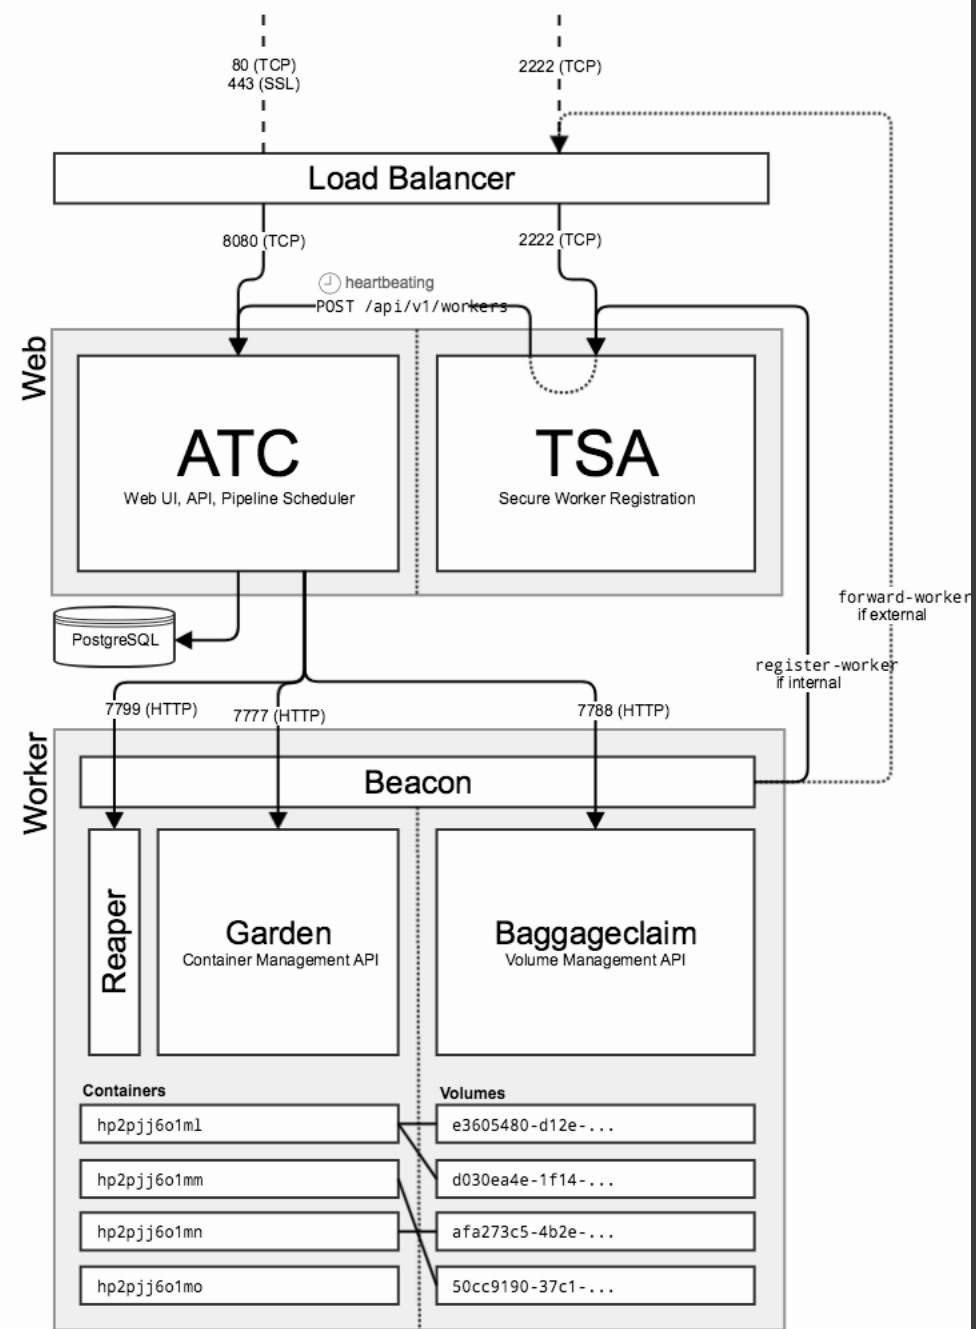 80 (TCP)
443 (SSL)
2222 (TCP)
Load Balancer
8080 (TCP)
2222 (TCP)
heartbeating
POST /api/v1/workers
Web
ATC
Web UI, API, Pipeline Scheduler
TSA
Secure Worker Registration
forward-worker
if external
PostgreSQL
register-worker
if internal
7799 (HTTP)
7777 (HTTP)
7788 (HTTP)
Worker
Beacon
Reaper
Garden
Container Management API
Baggageclaim
Volume Management API
Containers
Volumes
hp2pjj6o1ml
e3605480-d12e-...
hp2pjj6o1mm
d030ea4e-1f14-...
hp2pjj6o1mn
afa273c5-4b2e-...
hp2pjj6o1mo
50cc9190-37c1-...